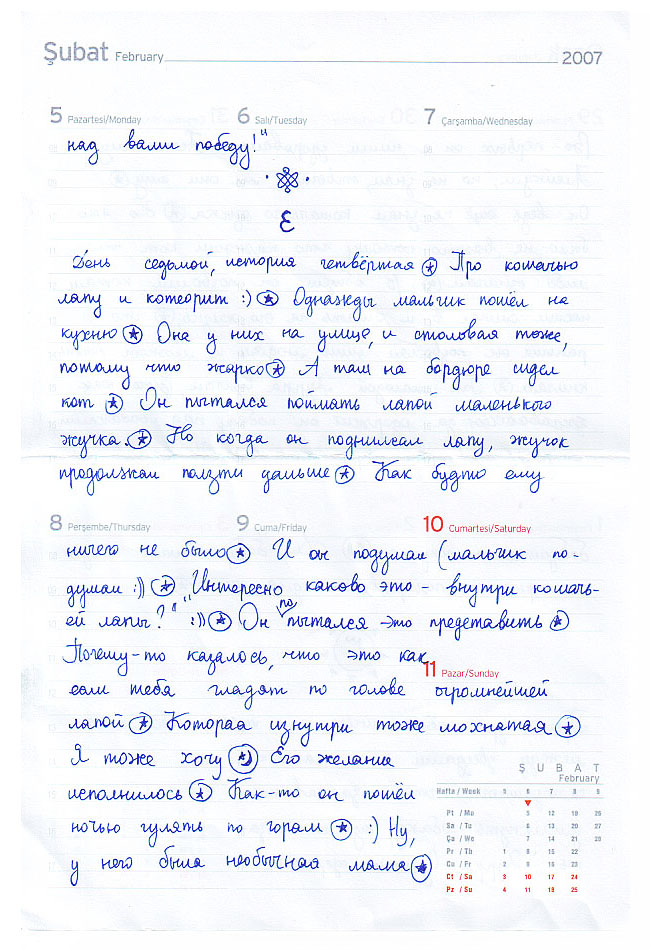 Şubat February 2007
5 Pazartesi/Monday 6 Salı/Tuesday 7 Çarşamba/Wednesday
над вами победу!"
ε
День седьмой, история четвёртая ⍟ Про кошачью
лапу и котеорит :) ⍟ Однажды мальчик пошёл на
кухню ⍟ Она у них на улице, и столовая тоже,
потому что жарко ⍟ А там на бордюре сидел
кот ⍟ Он пытался поймать лапой маленького
жучка. ⍟ Но когда он поднимал лапу, жучок
продолжал ползти дальше ⍟ Как будто ему
8 Perşembe/Thursday 9 Cuma/Friday 10 Cumartesi/Saturday
ничего не было ⍟ И он подумал (мальчик по-
думал :)) ⍟ "Интересно каково это - внутри кошачь-
ей лапы?" :)) ⍟ Он попытался это представить ⍟
Почему-то казалось, что это как
11 Pazar/Sunday
если тебя гладят по голове огромнейшей
лапой ⍟ Которая изнутри тоже мохнатая ⍟
Я тоже хочу ⍟ Его желание
исполнилось ⍟ Как-то он пошёл
ночью гулять по горам ⍟ :) Ну,
у него была необычная мама ⍟
Ş U B A T
February
Hafta / Week 5 6 7 8 9
Pt / Mo 5 12 19 26
Sa / Tu 6 13 20 27
Ça / We 7 14 21 28
Pr / Th 1 8 15 22
Cu / Fr 2 9 16 23
Ct / Sa 3 10 17 24
Pz / Su 4 11 18 25